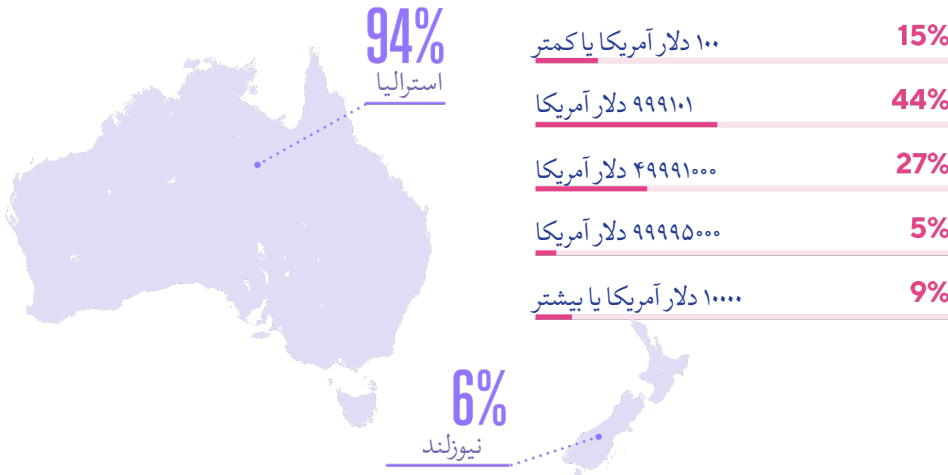 94%
استرالیا
۱۰۰ دلار آمریکا یا کمتر
15%
۹۹۹۱۰۱ دلار آمریکا
44%
۴۹۹۹۱۰۰۰ دلار آمریکا
27%
۹۹۹۹۵۰۰۰ دلار آمریکا
5%
۱۰۰۰۰ دلار آمریکا یا بیشتر
9%
6%
نیوزلند